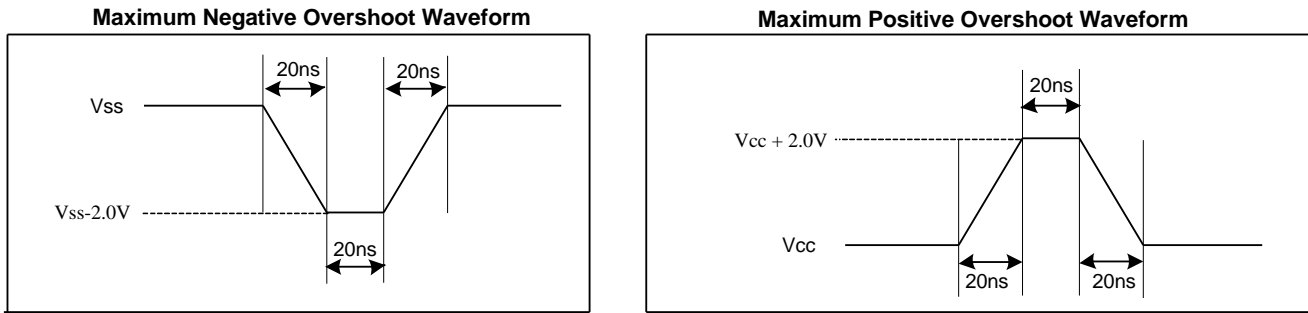 Maximum Negative Overshoot Waveform
20ns 20ns
Vss
Vss-2.0V
20ns
Maximum Positive Overshoot Waveform
20ns
Vcc + 2.0V
Vcc
20ns 20ns